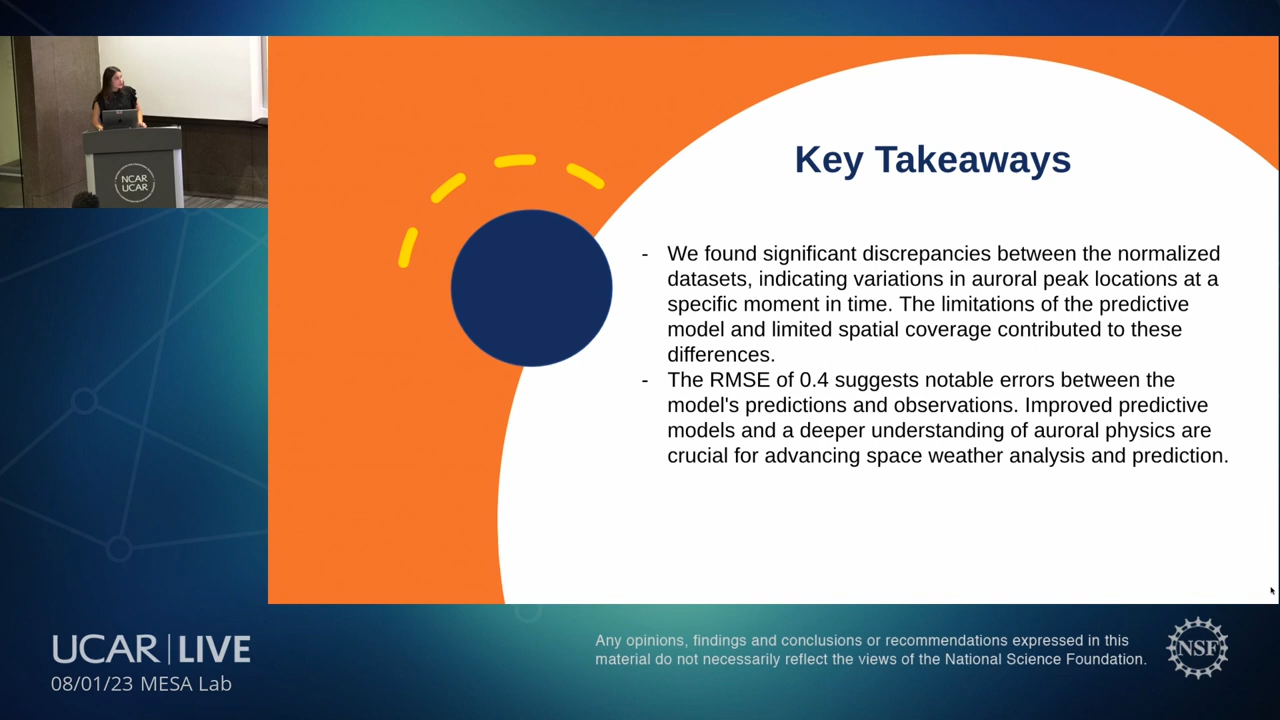 NCAR
UCAR
Key Takeaways
- We found significant discrepancies between the normalized
datasets, indicating variations in auroral peak locations at a
specific moment in time. The limitations of the predictive
model and limited spatial coverage contributed to these
differences.
- The RMSE of 0.4 suggests notable errors between the
model's predictions and observations. Improved predictive
models and a deeper understanding of auroral physics are
crucial for advancing space weather analysis and prediction.
UCAR | LIVE
08/01/23 MESA Lab
Any opinions, findings and conclusions or recommendations expressed in this
material do not necessarily reflect the views of the National Science Foundation.
NSF